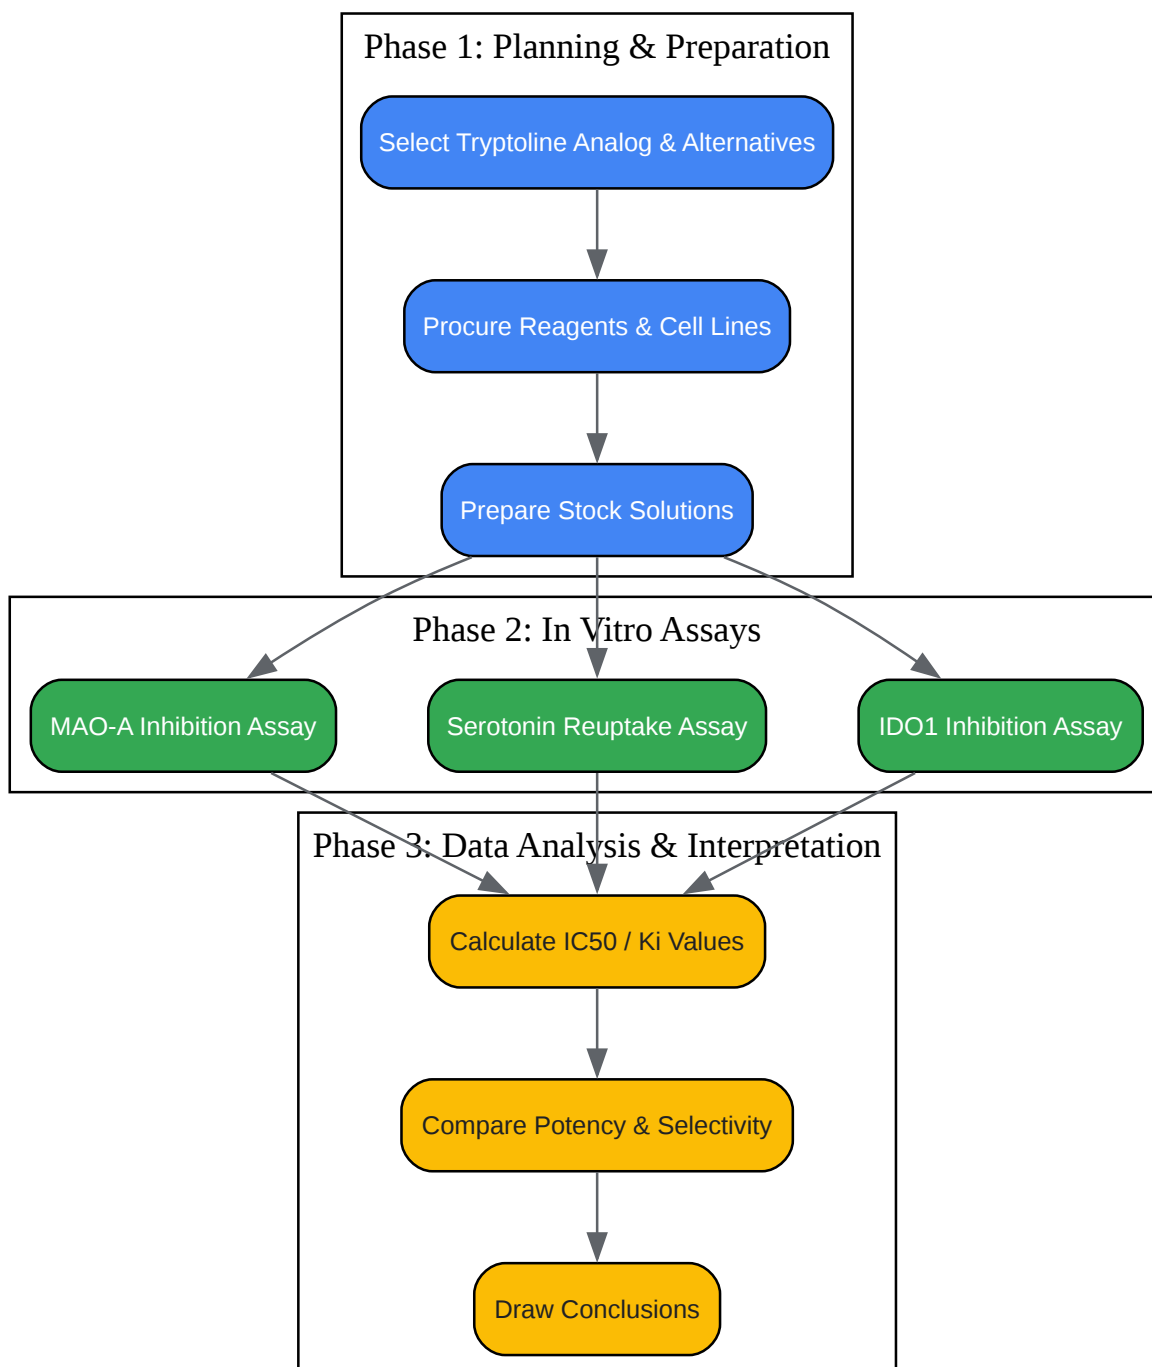 Phase 1: Planning & Preparation
Select Tryptoline Analog & Alternatives
Procure Reagents & Cell Lines
Prepare Stock Solutions
Phase 2: In Vitro Assays
MAO-A Inhibition Assay
Serotonin Reuptake Assay
IDO1 Inhibition Assay
Phase 3: Data Analysis & Interpretation
Calculate IC50 / Ki Values
Compare Potency & Selectivity
Draw Conclusions